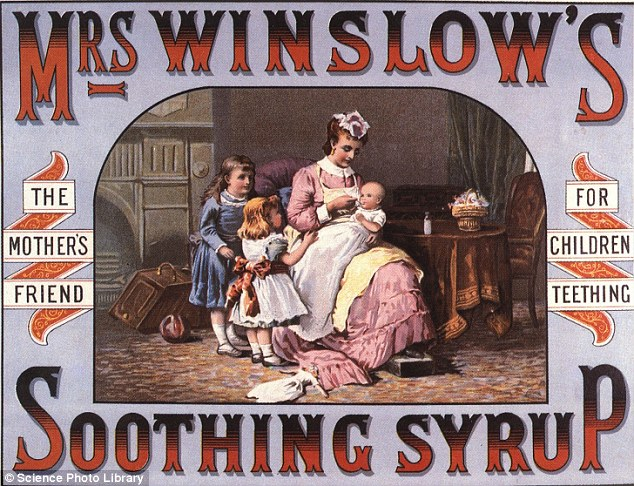 MRS WINSLOW'S
THE
MOTHER'S
FRIEND
FOR
CHILDREN
TEETHING
SOOTHING SYRUP
© Science Photo Library